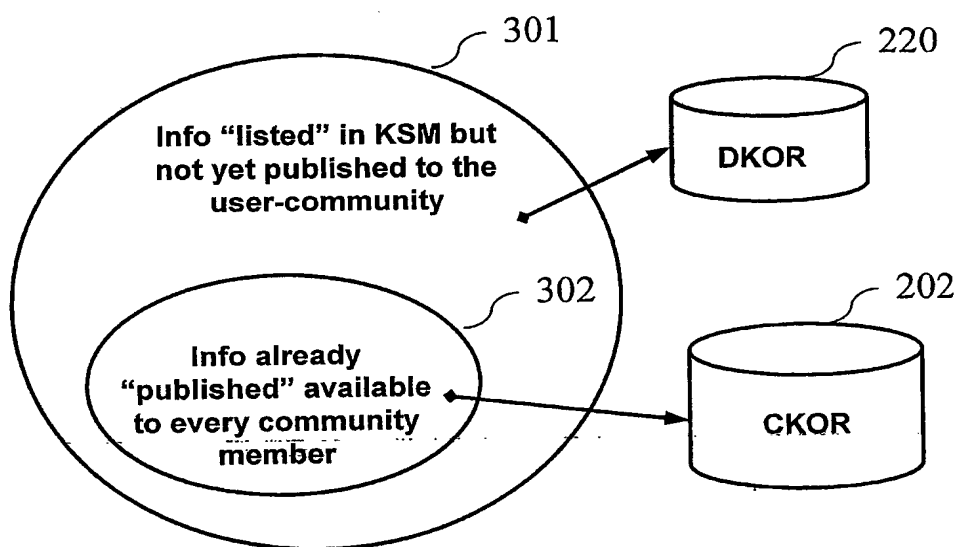 301
220
Info “listed” in KSM but
not yet published to the
user-community
DKOR
302
202
Info already
“published” available
to every community
member
CKOR